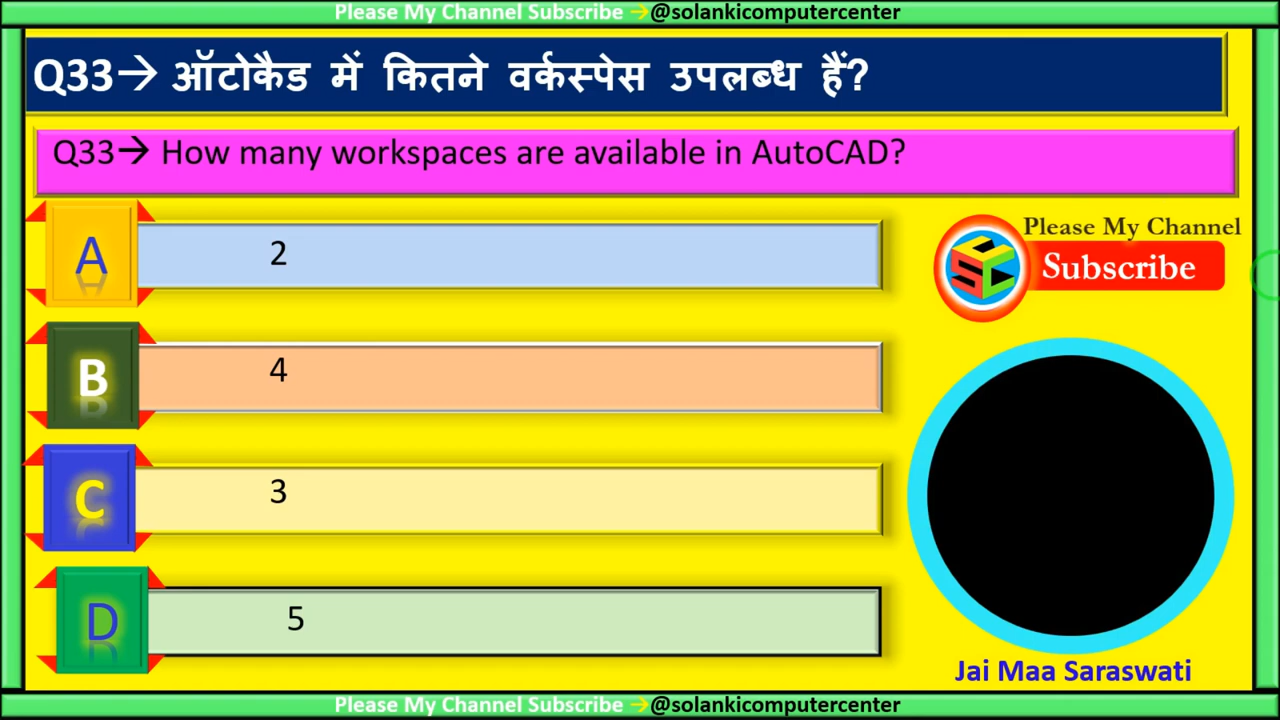 Please My Channel Subscribe →@solankicomputercenter
Q33→ ऑटोकैड में कितने वर्कस्पेस उपलब्ध हैं?
Q33→ How many workspaces are available in AutoCAD?
A 2
B 4
C 3
D 5
Please My Channel
Subscribe
SCC
Jai Maa Saraswati
Please My Channel Subscribe →@solankicomputercenter